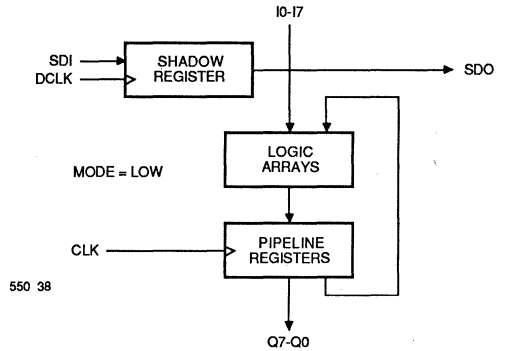 I0-I7
SDI
DCLK
SHADOW
REGISTER
SDO
LOGIC
ARRAYS
MODE = LOW
CLK
PIPELINE
REGISTERS
550 38
Q7-Q0